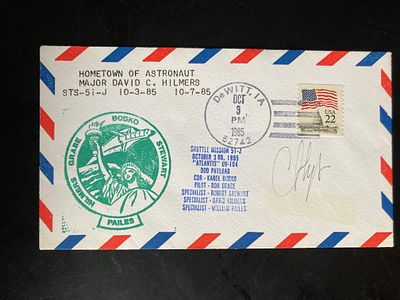 HOMETOWN OF ASTRONAUT
MAJOR DAVID C. HILMERS
STS-51-J 10-3-85 10-7-85
DeWITT, IA
OCT
3
PM
1985
52742
USA
22
SHUTTLE MISSION 51-J
OCTOBER 3 RD, 1985
"ATLANTIS" OV-104
DOD PAYLOAD
CDR - KAREL BOBKO
PILOT - RON GRABE
SPECIALIST - ROBERT STEWART
SPECIALIST - DAVID HILMERS
SPECIALIST - WILLIAM PAILES
HILMERS GRABE BOBKO STEWART
PAILES